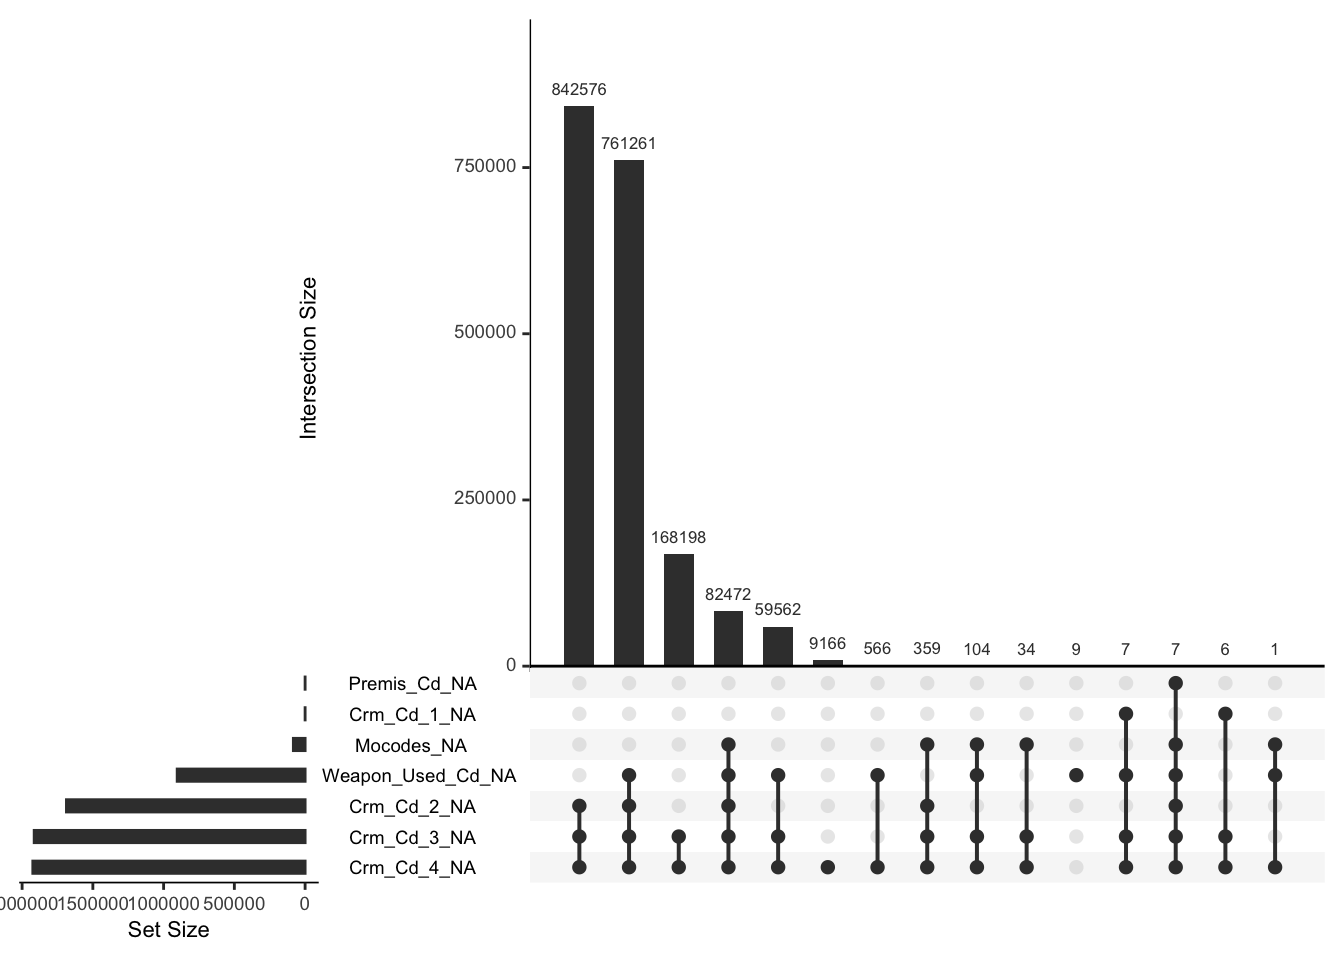 842576
761261
750000
500000
Intersection Size
250000
168198
82472
59562
9166
566
359
104
34
9
7
7
6
1
0
Premis_Cd_NA
Crm_Cd_1_NA
Mocodes_NA
Weapon_Used_Cd_NA
Crm_Cd_2_NA
Crm_Cd_3_NA
Crm_Cd_4_NA
000000 1500000 1000000 500000 0
Set Size